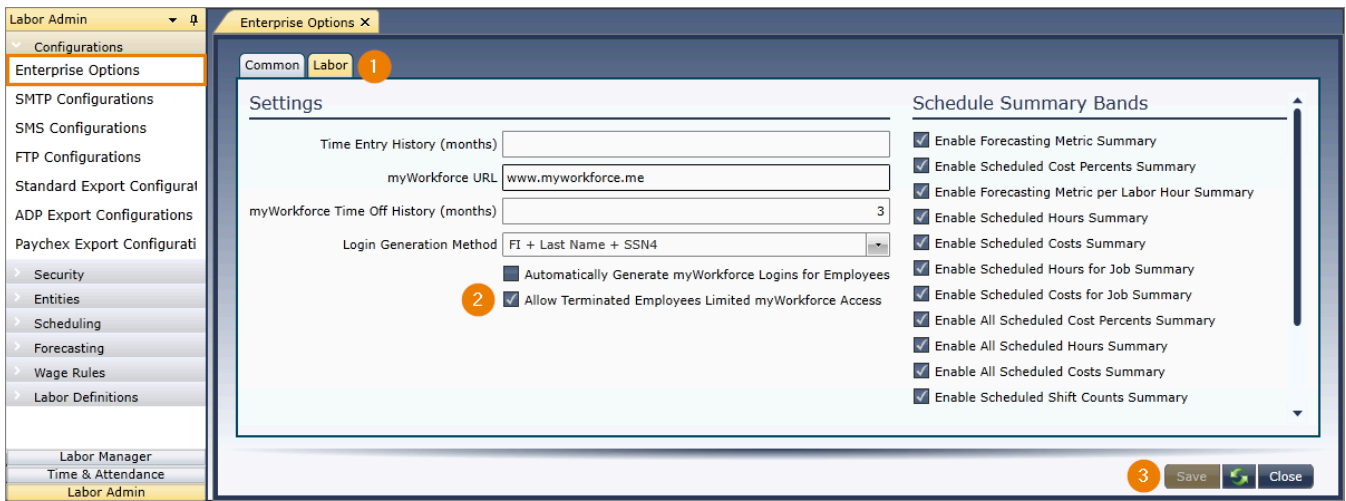 Labor Admin
Configurations
Enterprise Options
SMTP Configurations
SMS Configurations
FTP Configurations
Standard Export Configurat
ADP Export Configurations
Paychex Export Configurati
Security
Entities
Scheduling
Forecasting
Wage Rules
Labor Definitions
Labor Manager
Time & Attendance
Labor Admin
Enterprise Options X
Common Labor 1
Settings
Time Entry History (months)
myWorkforce URL www.myworkforce.me
myWorkforce Time Off History (months) 3
Login Generation Method FI + Last Name + SSN4
Automatically Generate myWorkforce Logins for Employees
2 Allow Terminated Employees Limited myWorkforce Access
Schedule Summary Bands
Enable Forecasting Metric Summary
Enable Scheduled Cost Percents Summary
Enable Forecasting Metric per Labor Hour Summary
Enable Scheduled Hours Summary
Enable Scheduled Costs Summary
Enable Scheduled Hours for Job Summary
Enable Scheduled Costs for Job Summary
Enable All Scheduled Cost Percents Summary
Enable All Scheduled Hours Summary
Enable All Scheduled Costs Summary
Enable Scheduled Shift Counts Summary
3 Save Close